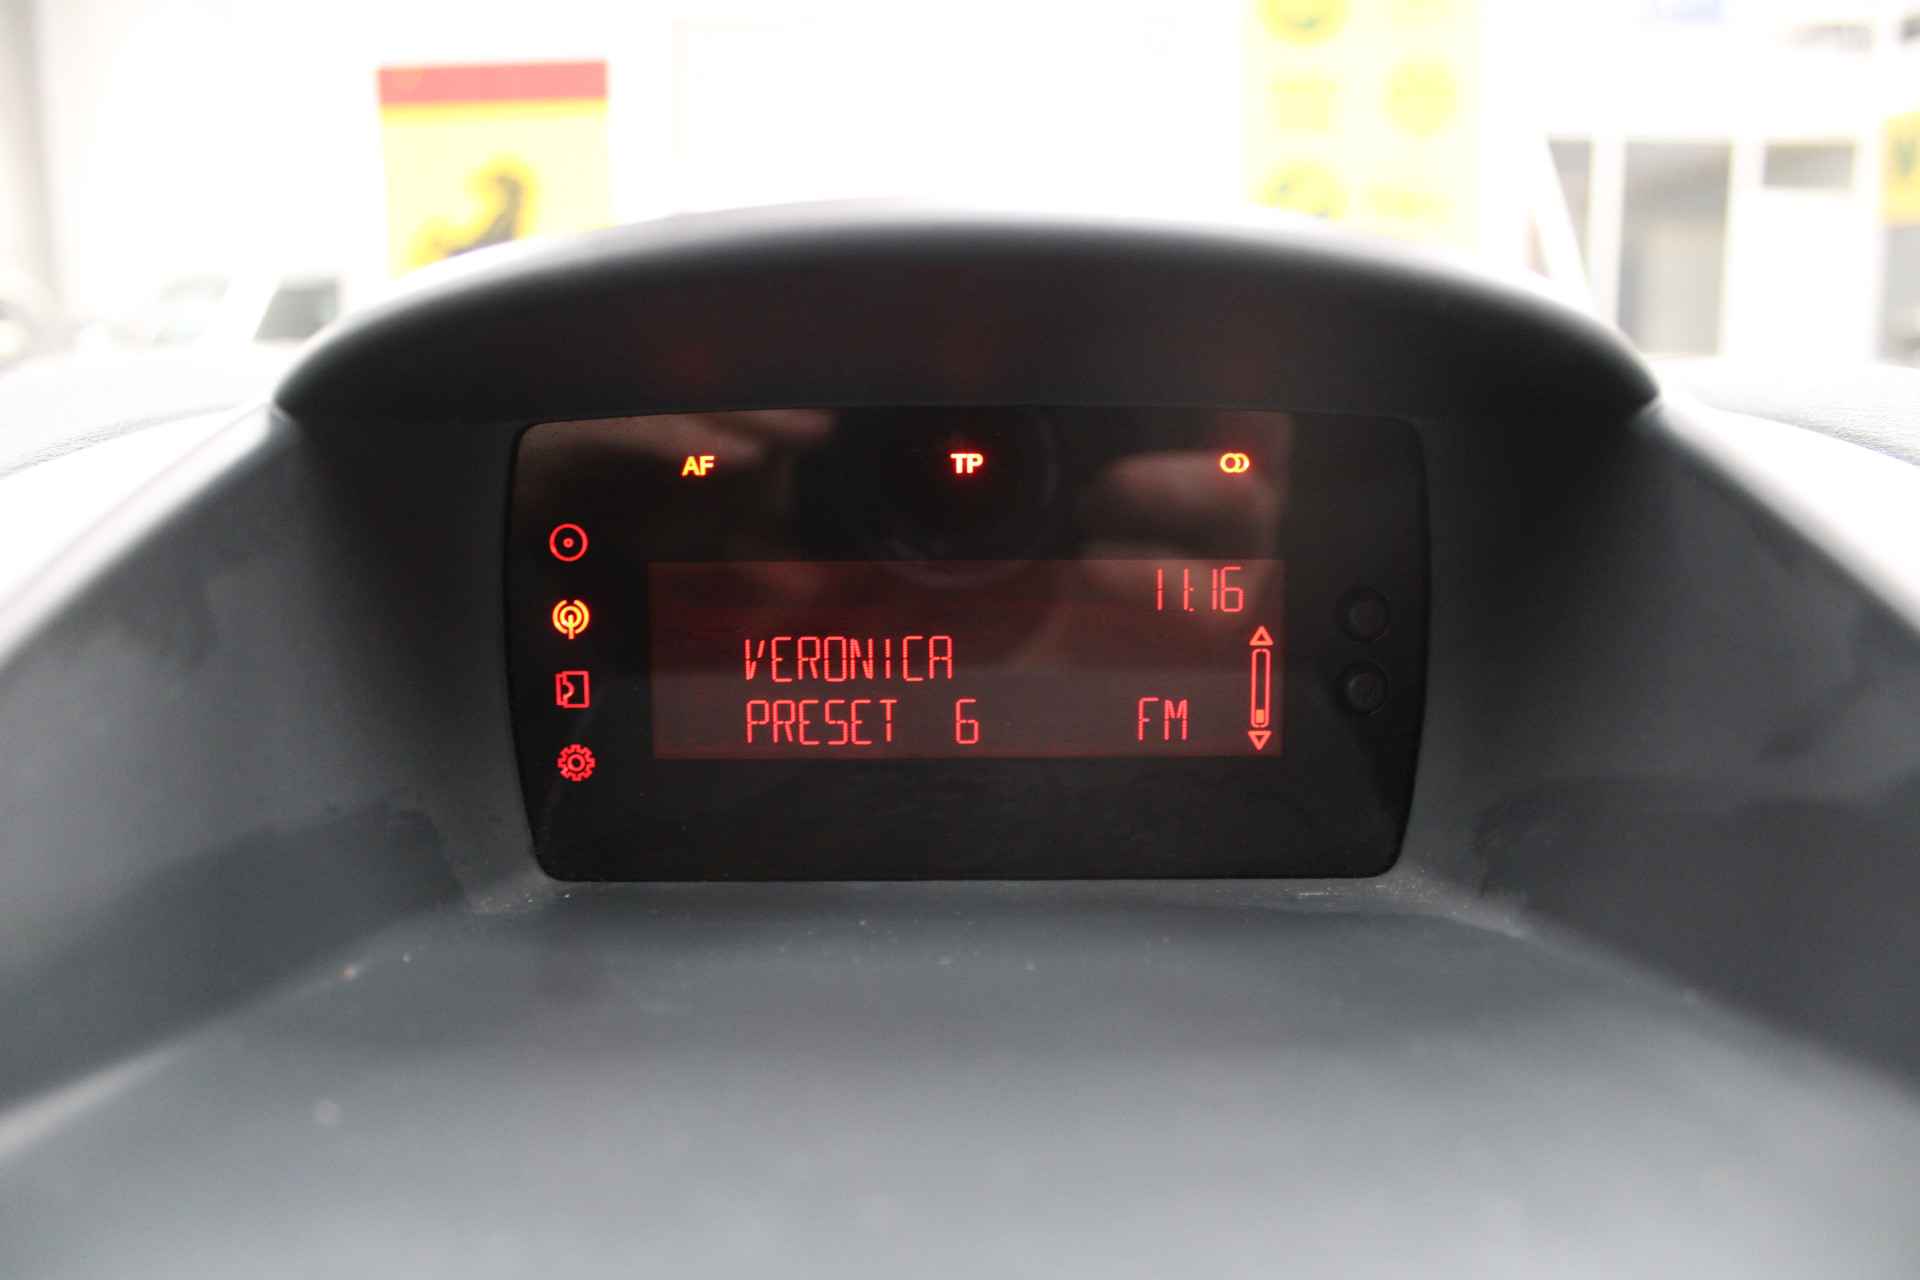 AF TP
11:16
VERONICA
PRESET 6 FM